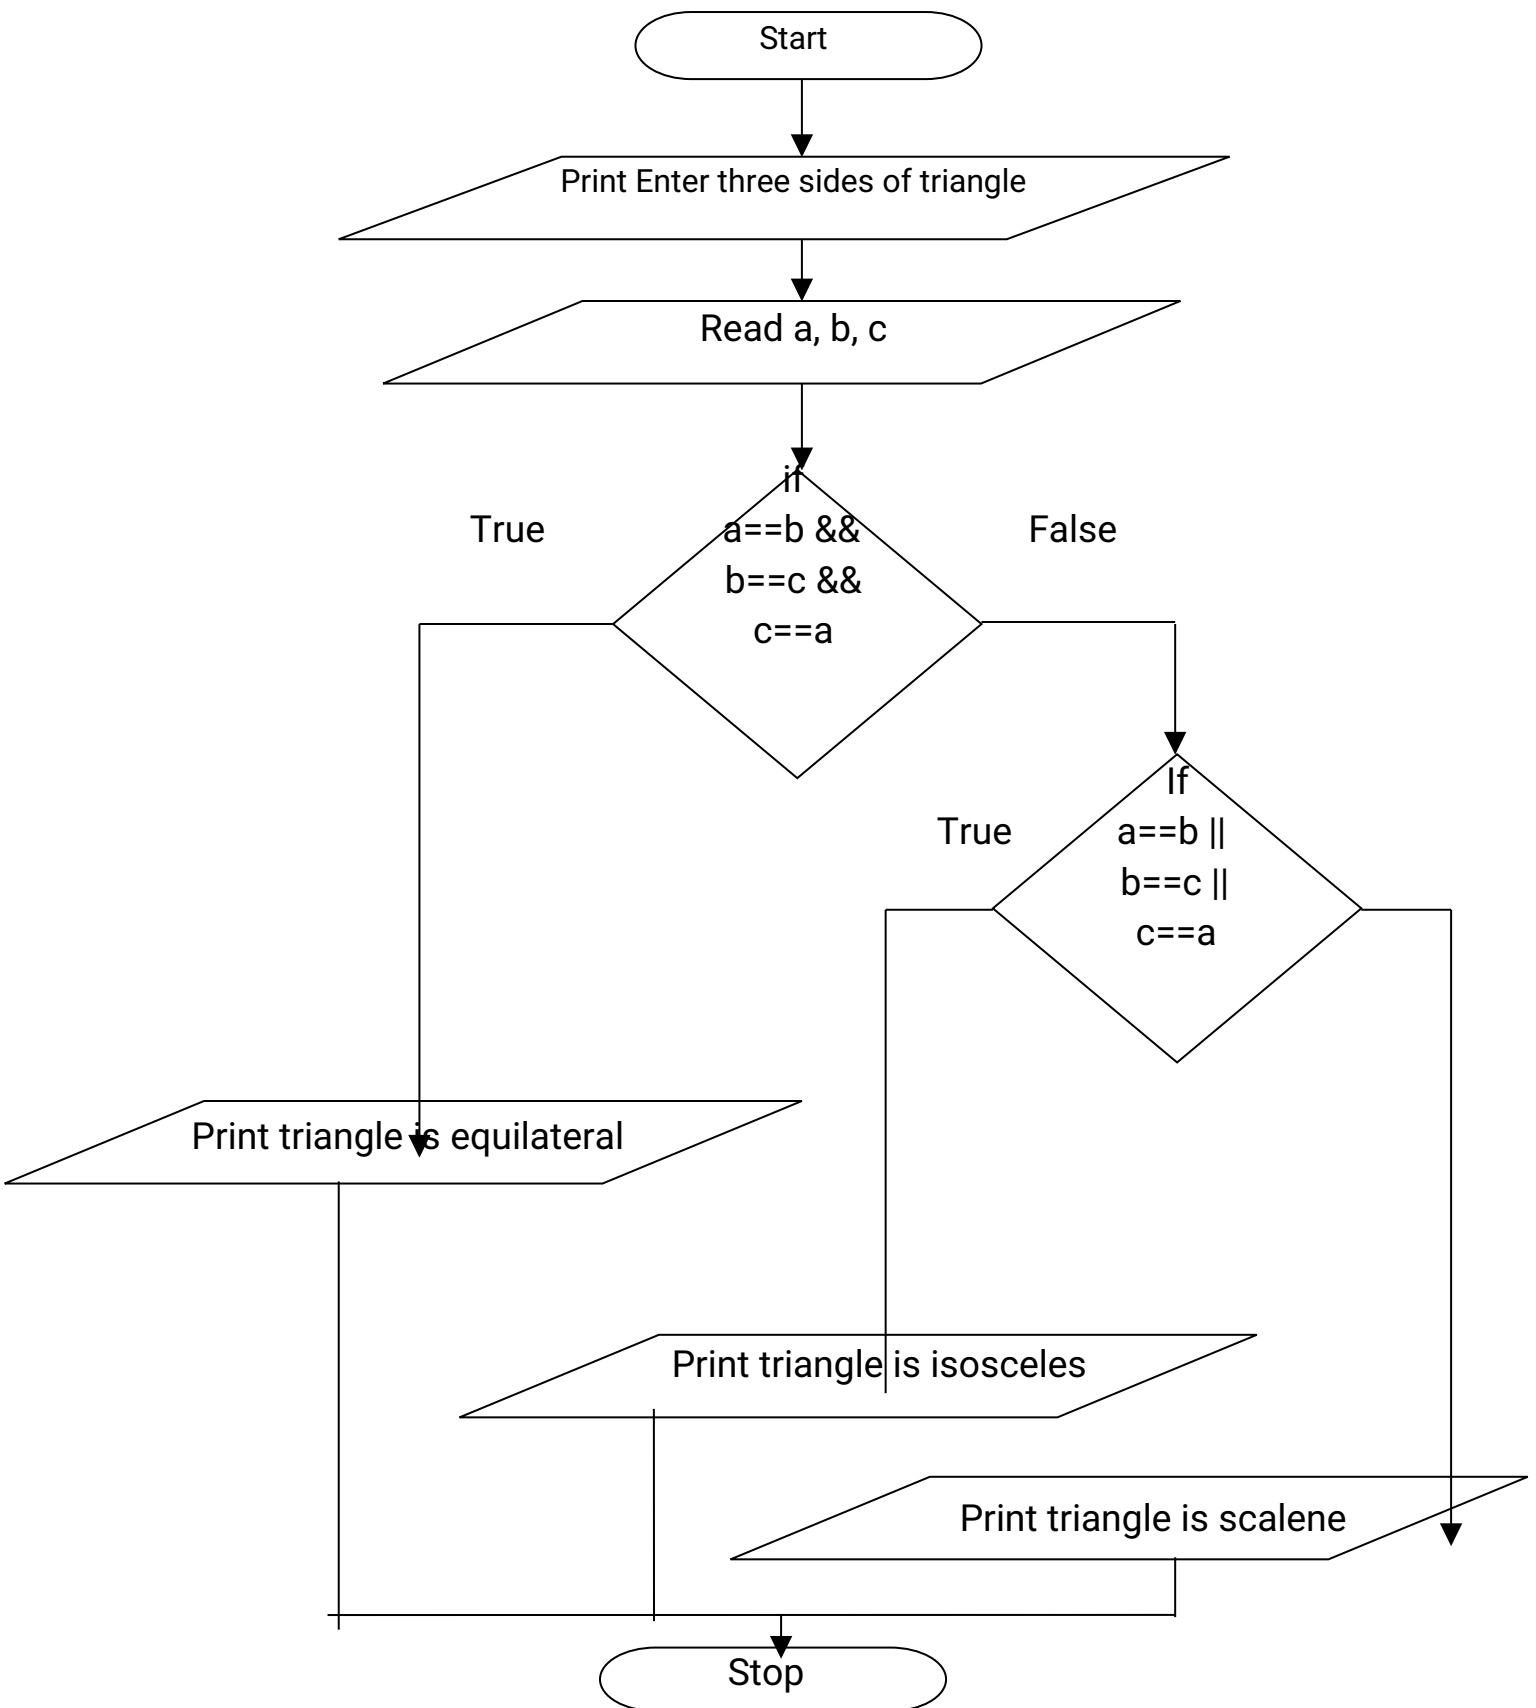 Start
Print Enter three sides of triangle
Read a, b, c
if
True
a==b &&
False
b==c &&
c==a
If
True
a==b ||
b==c ||
c==a
Print triangle is equilateral
Print triangle is isosceles
Print triangle is scalene
Stop